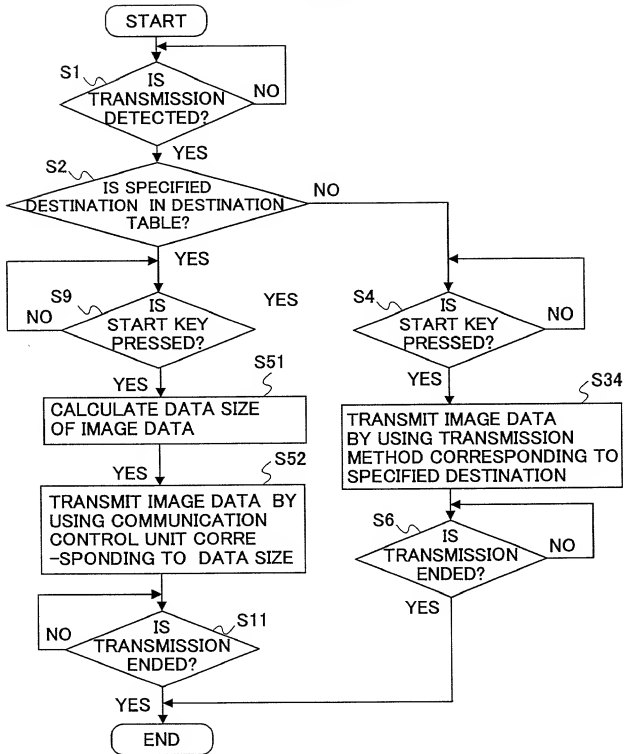 START
S1
IS
TRANSMISSION
DETECTED?
NO
YES
S2
IS SPECIFIED
DESTINATION IN DESTINATION
TABLE?
NO
YES
S9
IS
START KEY
PRESSED?
NO
YES
YES
S51
CALCULATE DATA SIZE
OF IMAGE DATA
YES
S52
TRANSMIT IMAGE DATA BY
USING COMMUNICATION
CONTROL UNIT CORRE
-SPONDING TO DATA SIZE
IS
TRANSMISSION
ENDED?
S11
NO
YES
S4
IS
START KEY
PRESSED?
NO
YES
S34
TRANSMIT IMAGE DATA
BY USING TRANSMISSION
METHOD CORRESPONDING TO
SPECIFIED DESTINATION
S6
IS
TRANSMISSION
ENDED?
NO
YES
END